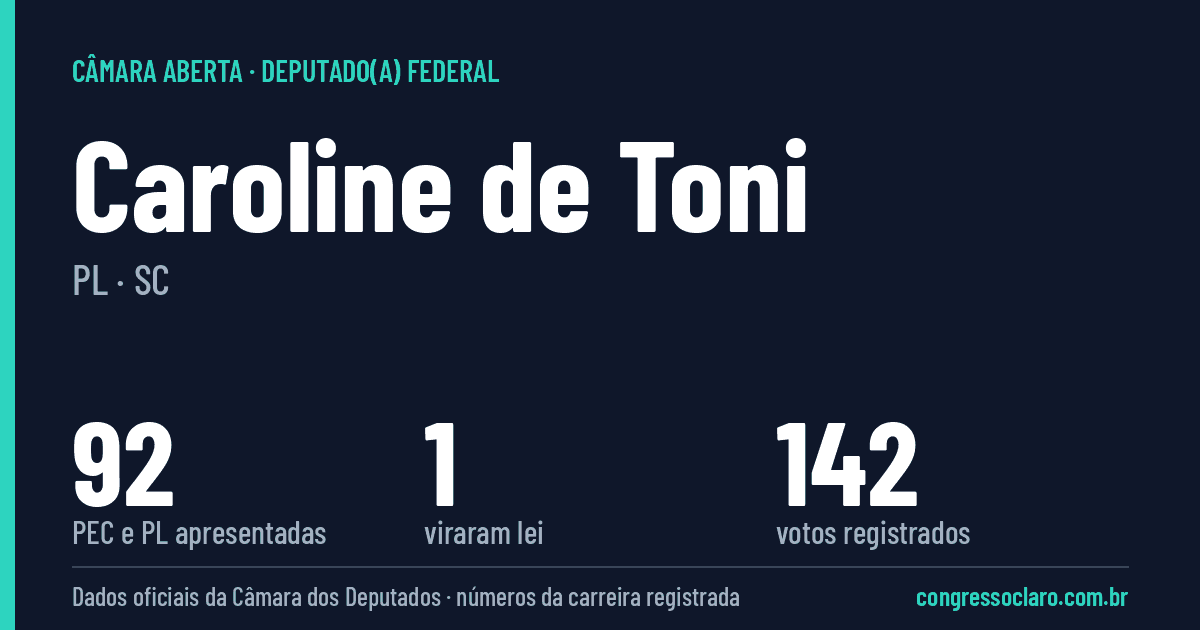 CÂMARA ABERTA · DEPUTADO(A) FEDERAL
Caroline de Toni
PL · SC
92 1 142
PEC e PL apresentadas viraram lei votos registrados
Dados oficiais da Câmara dos Deputados · números da carreira registrada congressoclaro.com.br